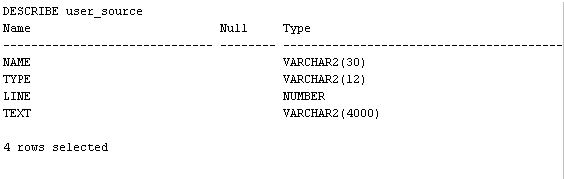 DESCRIBE user_source
Name                           Null     Type
------------------------------ -------- ----------------------------------------
NAME                                    VARCHAR2(30)
TYPE                                    VARCHAR2(12)
LINE                                    NUMBER
TEXT                                    VARCHAR2(4000)
4 rows selected